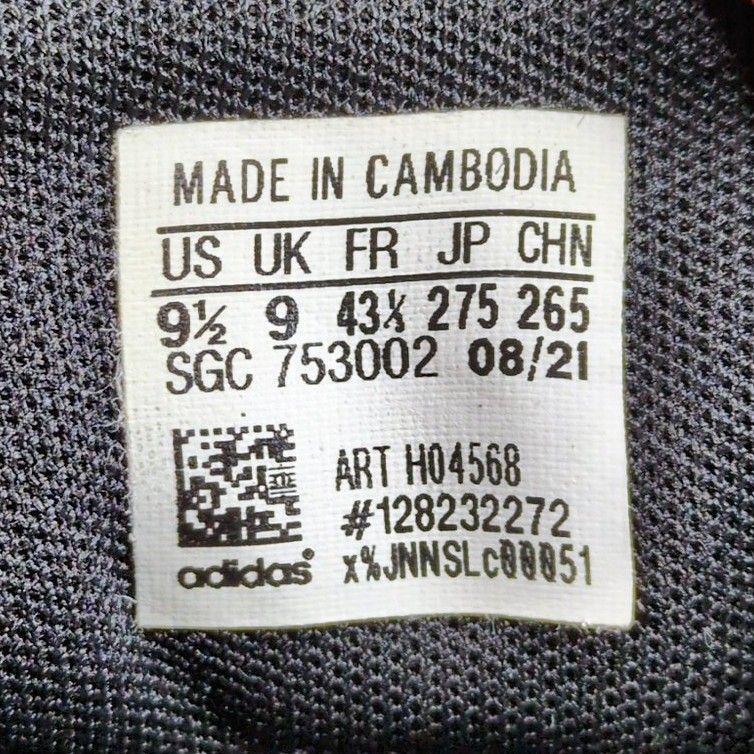 MADE IN CAMBODIA
US UK FR JP CHN
9½ 9 43⅓ 275 265
SGC 753002 08/21
ART H04568
#128232272
adidas® x%JNNSLc00051